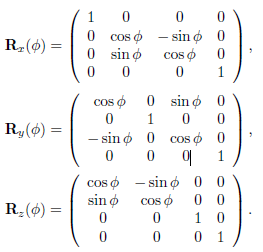 R_x(ϕ) = ( 1 0 0 0
0 cos ϕ − sin ϕ 0
0 sin ϕ cos ϕ 0
0 0 0 1 ) ,
R_y(ϕ) = ( cos ϕ 0 sin ϕ 0
0 1 0 0
− sin ϕ 0 cos ϕ 0
0 0 0 1 ) ,
R_z(ϕ) = ( cos ϕ − sin ϕ 0 0
sin ϕ cos ϕ 0 0
0 0 1 0
0 0 0 1 ) .